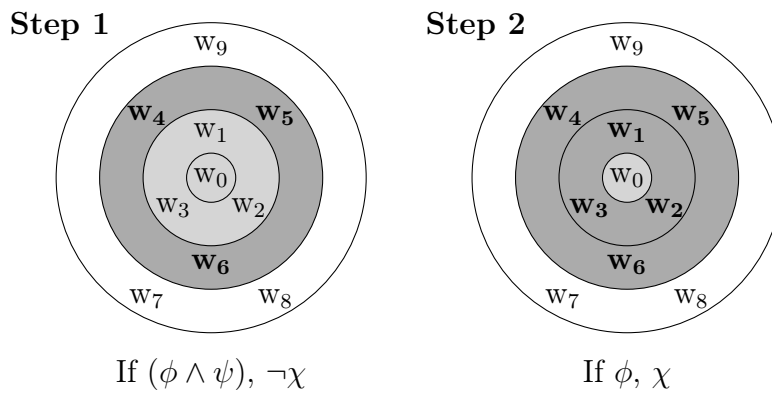 Step 1
w₉
w₄ w₅
w₁
w₀
w₃ w₂
w₆
w₇ w₈
If (ϕ ∧ ψ), ¬χ
Step 2
w₉
w₄ w₅
w₁
w₀
w₃ w₂
w₆
w₇ w₈
If ϕ, χ